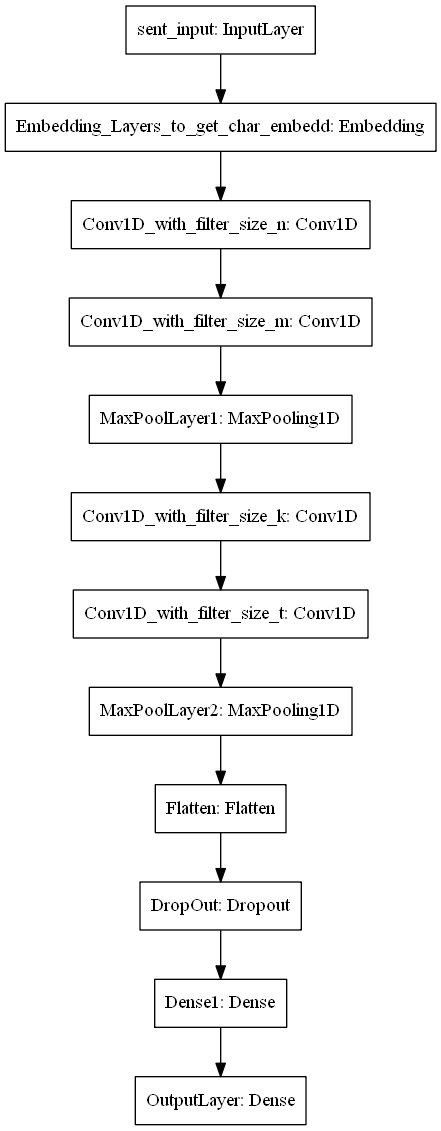 sent_input: InputLayer
Embedding_Layers_to_get_char_embedd: Embedding
Conv1D_with_filter_size_n: Conv1D
Conv1D_with_filter_size_m: Conv1D
MaxPoolLayer1: MaxPooling1D
Conv1D_with_filter_size_k: Conv1D
Conv1D_with_filter_size_t: Conv1D
MaxPoolLayer2: MaxPooling1D
Flatten: Flatten
DropOut: Dropout
Dense1: Dense
OutputLayer: Dense